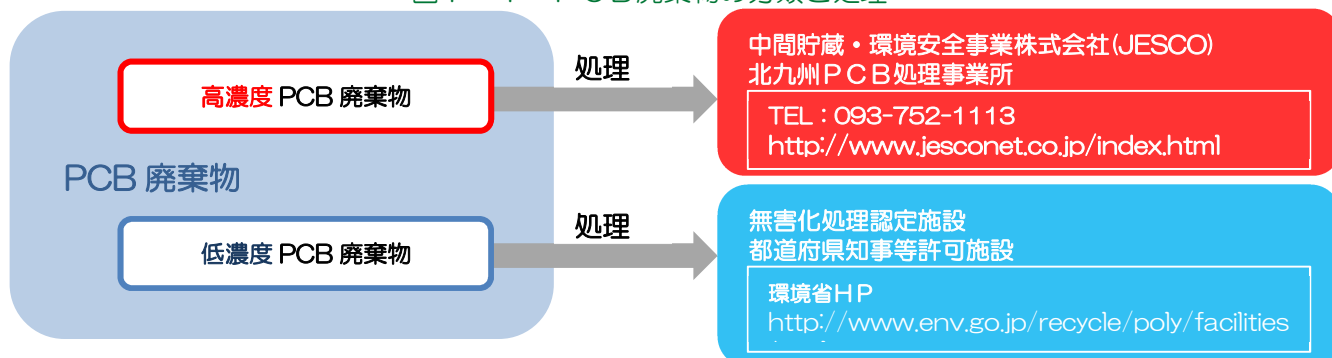 高濃度 PCB 廃棄物
処理
中間貯蔵・環境安全事業株式会社(JESCO)
北九州ＰＣＢ処理事業所
TEL：093-752-1113
http://www.jesconet.co.jp/index.html
PCB 廃棄物
低濃度 PCB 廃棄物
処理
無害化処理認定施設
都道府県知事等許可施設
環境省ＨＰ
http://www.env.go.jp/recycle/poly/facilities